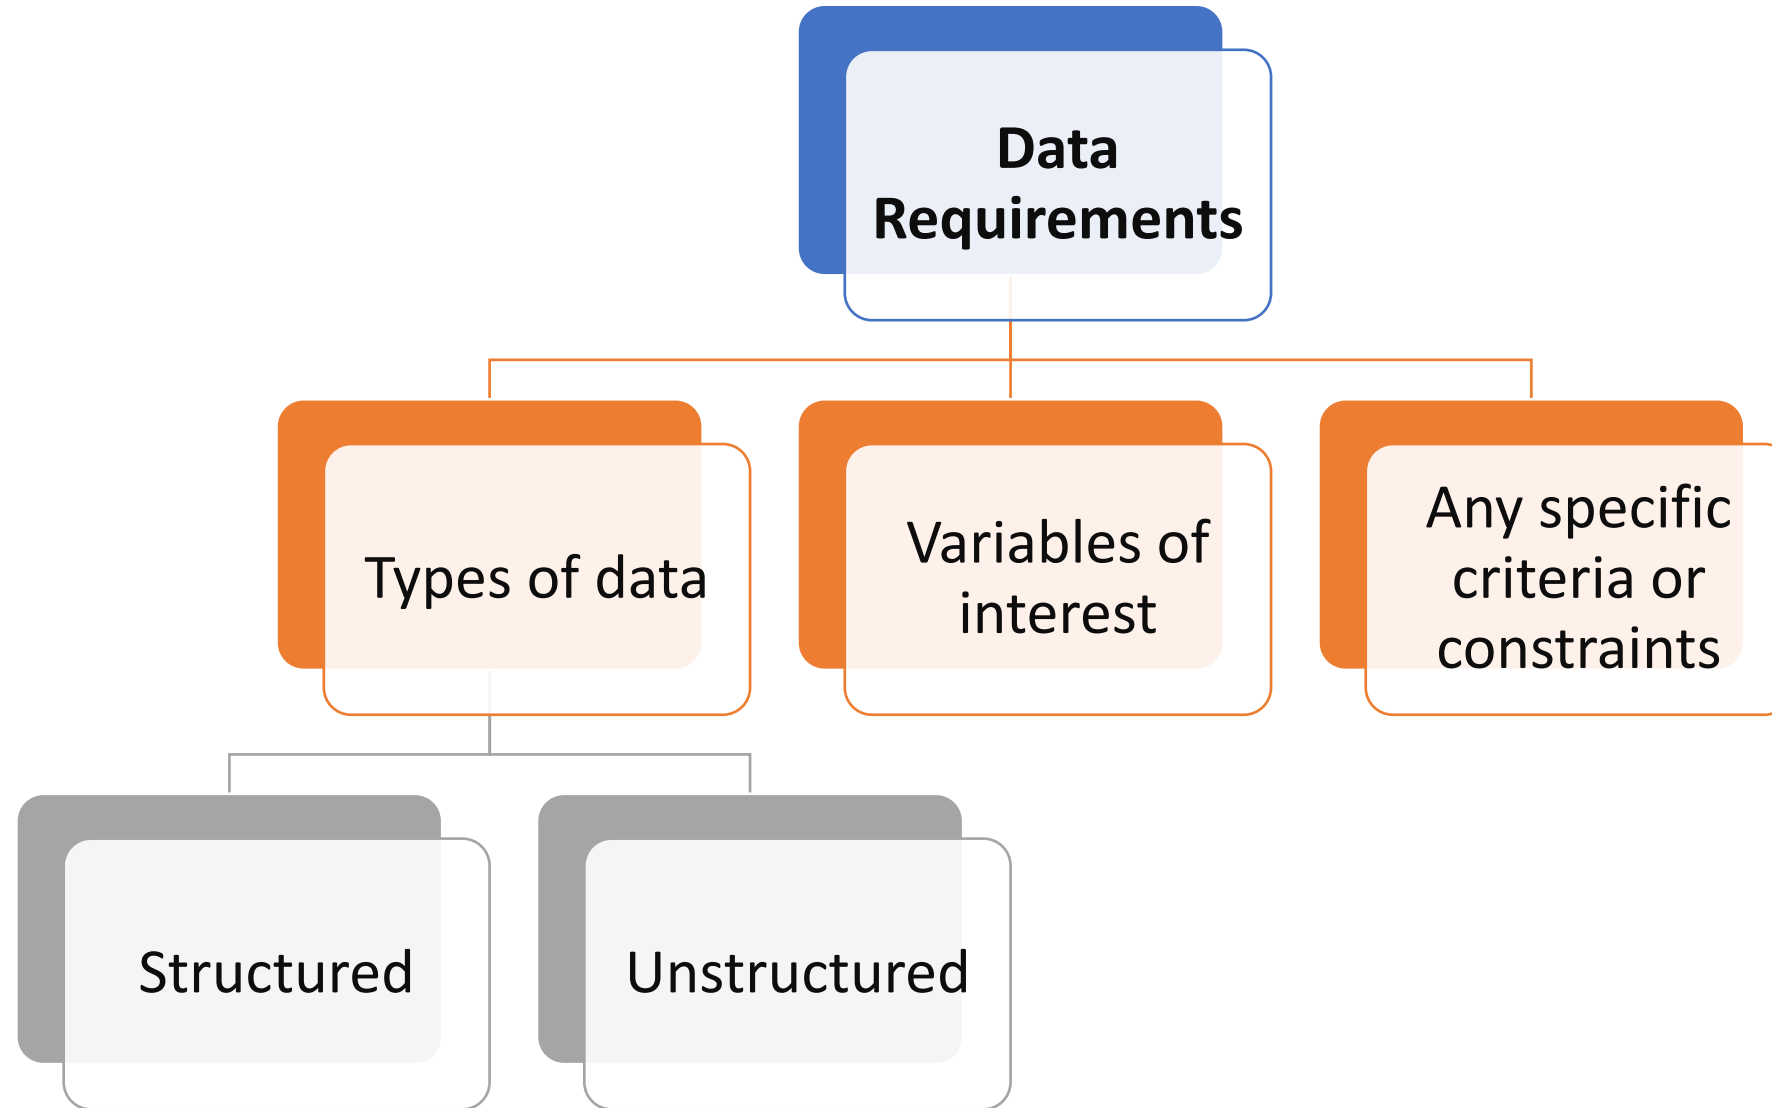 Data
Requirements
Types of data
Variables of
interest
Any specific
criteria or
constraints
Structured
Unstructured